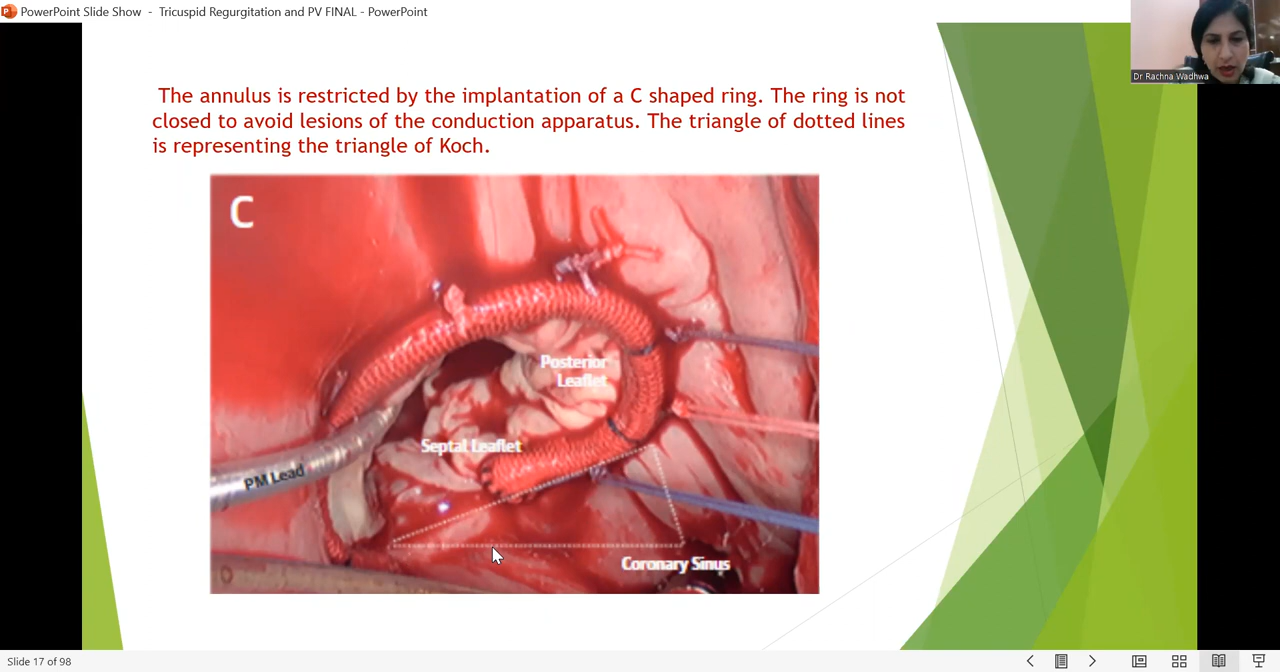 PowerPoint Slide Show - Tricuspid Regurgitation and PV FINAL - PowerPoint
Dr Rachna Wadhwa
The annulus is restricted by the implantation of a C shaped ring. The ring is not
closed to avoid lesions of the conduction apparatus. The triangle of dotted lines
is representing the triangle of Koch.
C
Posterior
Leaflet
Septal Leaflet
PM Lead
Coronary Sinus
Slide 17 of 98